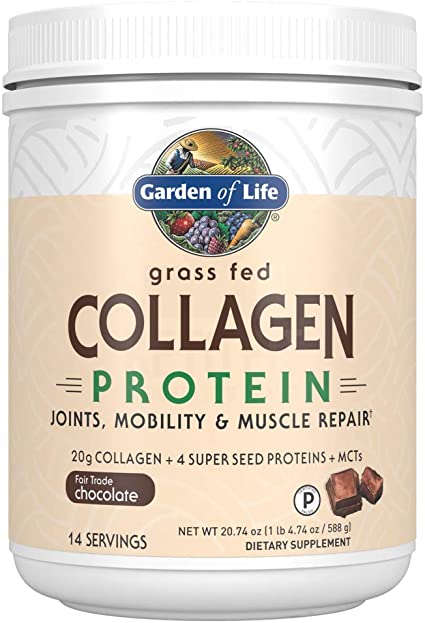 Garden of Life®
grass fed
COLLAGEN
PROTEIN
JOINTS, MOBILITY & MUSCLE REPAIR†
20g COLLAGEN + 4 SUPER SEED PROTEINS + MCTs
Fair Trade
chocolate
P
14 SERVINGS
NET WT 20.74 oz (1 lb 4.74 oz / 588 g)
DIETARY SUPPLEMENT